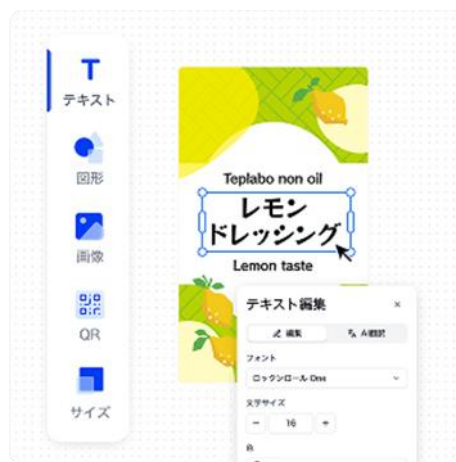 テキスト
図形
画像
QR
サイズ
Teplabo non oil
レモン
ドレッシング
Lemon taste
テキスト編集
編集
AI翻訳
フォント
ロックンロール One
文字サイズ
16
色